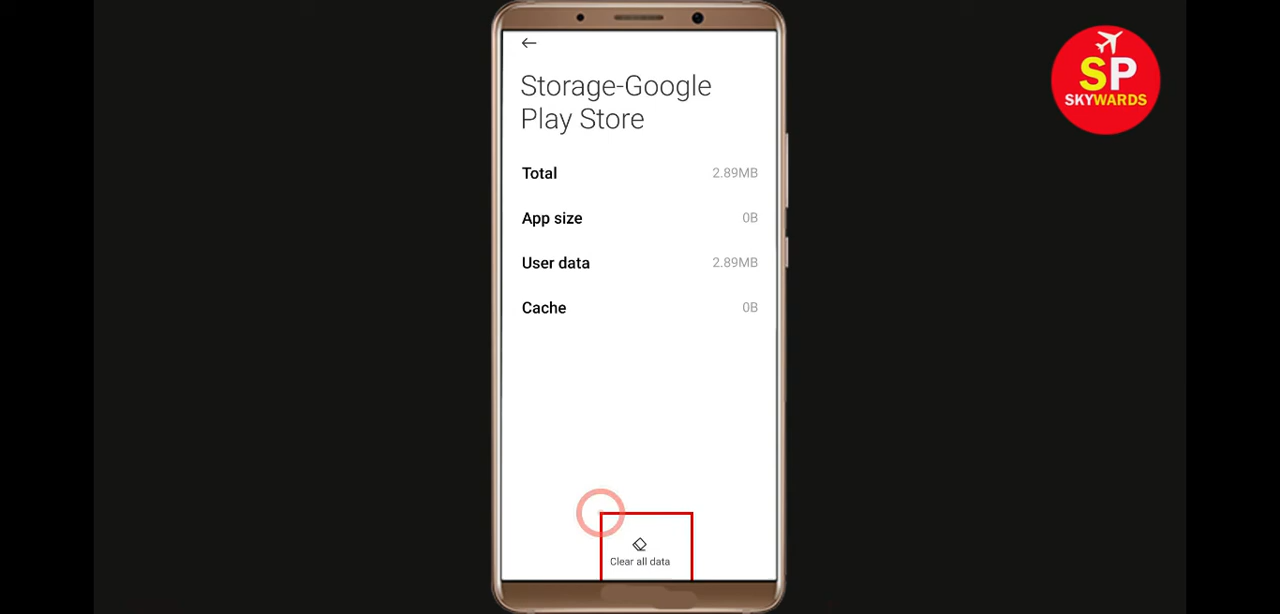 Storage-Google
Play Store
Total 2.89MB
App size 0B
User data 2.89MB
Cache 0B
Clear all data
SP
SKYWARDS